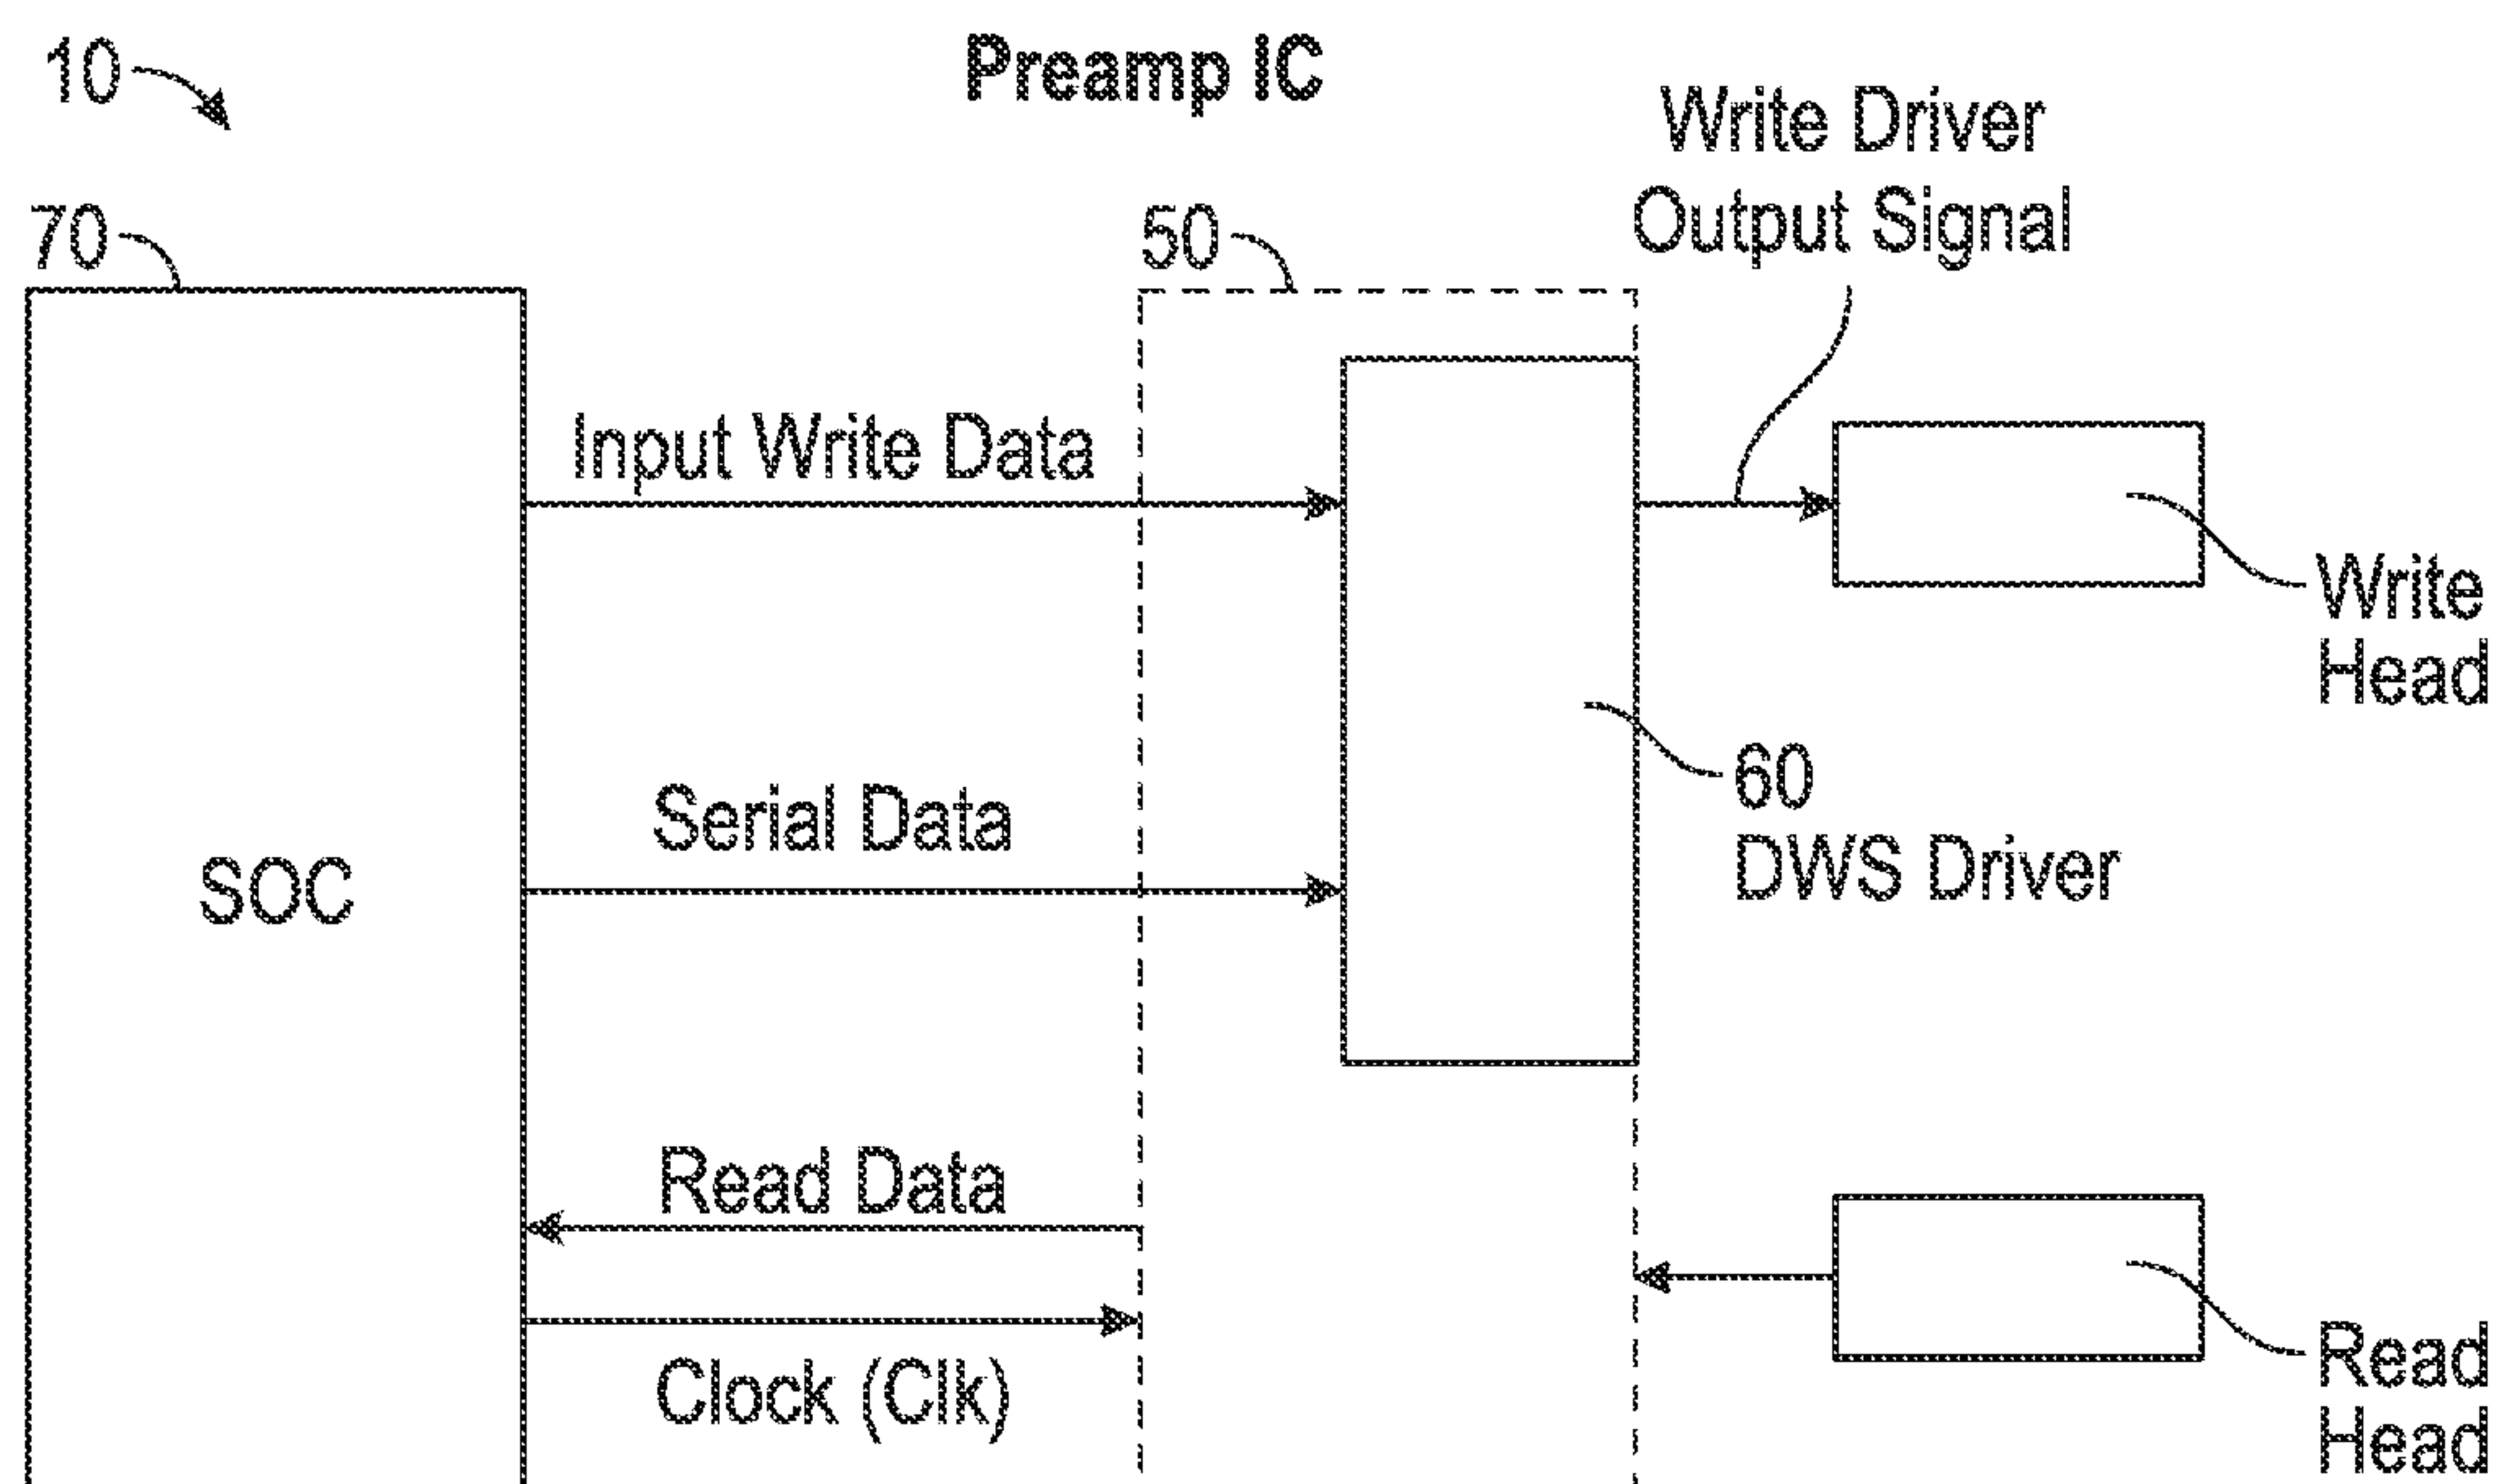 10
Preamp IC
Write Driver
Output Signal
70
50
Input Write Data
Write
Head
60
DWS Driver
Serial Data
SOC
Read Data
Clock (Clk)
Read
Head